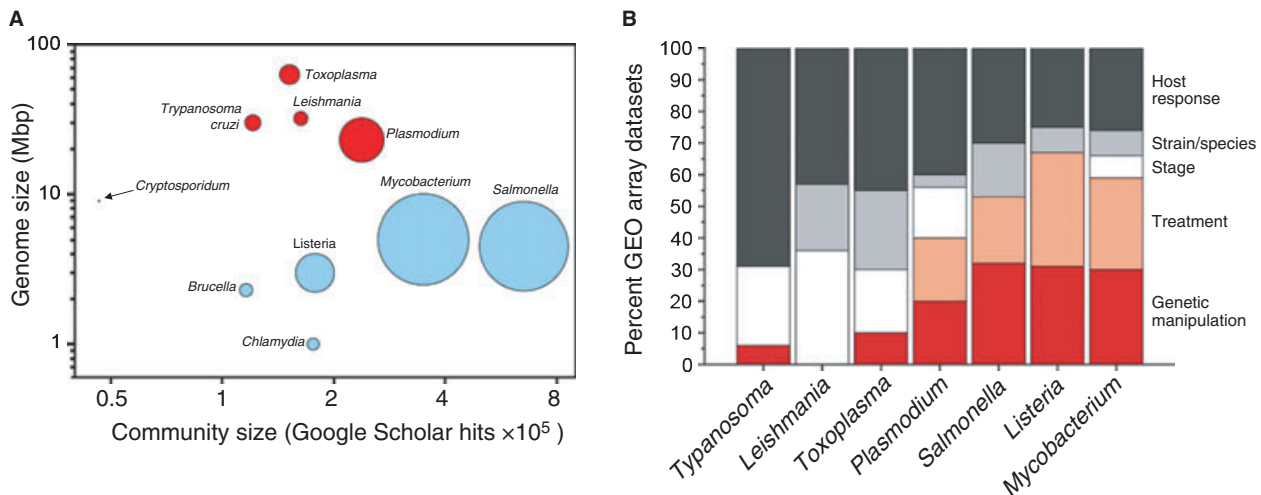 A
Genome size (Mbp)
100
10
1
Toxoplasma
Leishmania
Trypanosoma
cruzi
Plasmodium
Cryptosporidum
Mycobacterium
Salmonella
Listeria
Brucella
Chlamydia
0.5 1 2 4 8
Community size (Google Scholar hits ×10⁵ )
B
Percent GEO array datasets
100
90
80
70
60
50
40
30
20
10
0
Host
response
Strain/species
Stage
Treatment
Genetic
manipulation
Typanosoma
Leishmania
Toxoplasma
Plasmodium
Salmonella
Listeria
Mycobacterium